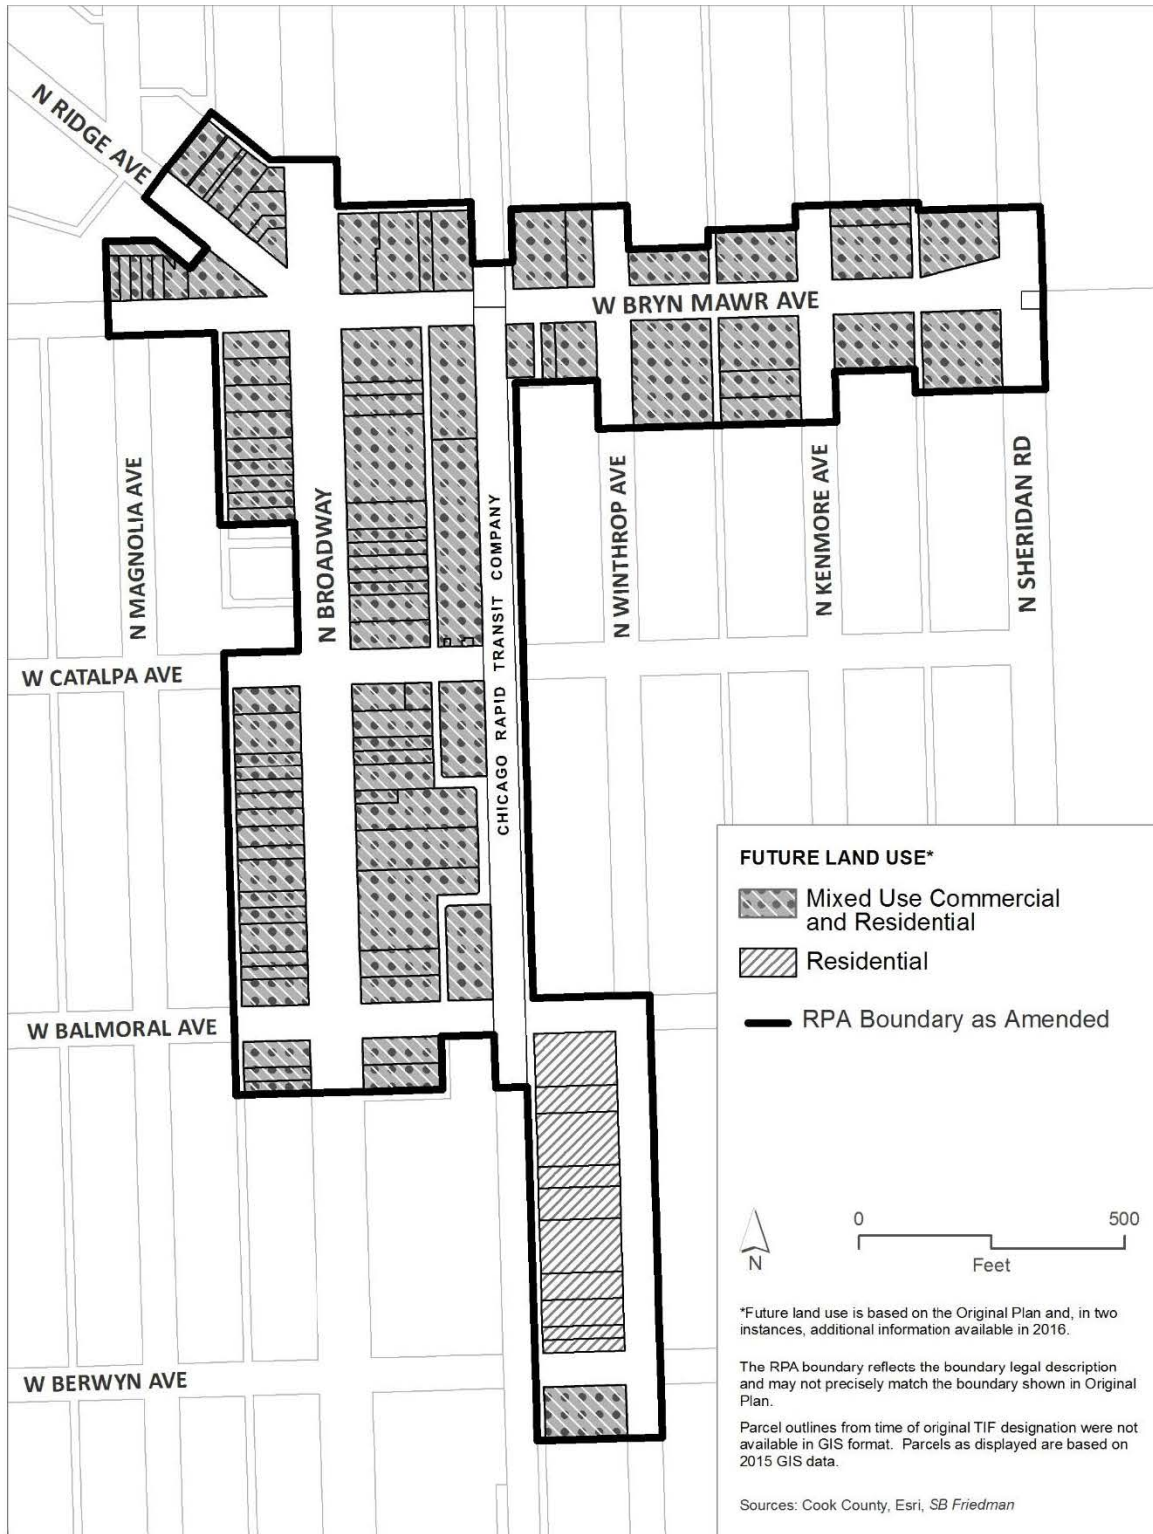 N RIDGE AVE
W BRYN MAWR AVE
N MAGNOLIA AVE
N BROADWAY
CHICAGO RAPID TRANSIT COMPANY
N WINTHROP AVE
N KENMORE AVE
N SHERIDAN RD
W CATALPA AVE
W BALMORAL AVE
W BERWYN AVE
FUTURE LAND USE*
Mixed Use Commercial
and Residential
Residential
RPA Boundary as Amended
N
0 500
Feet
*Future land use is based on the Original Plan and, in two
instances, additional information available in 2016.
The RPA boundary reflects the boundary legal description
and may not precisely match the boundary shown in Original
Plan.
Parcel outlines from time of original TIF designation were not
available in GIS format.  Parcels as displayed are based on
2015 GIS data.
Sources: Cook County, Esri, SB Friedman